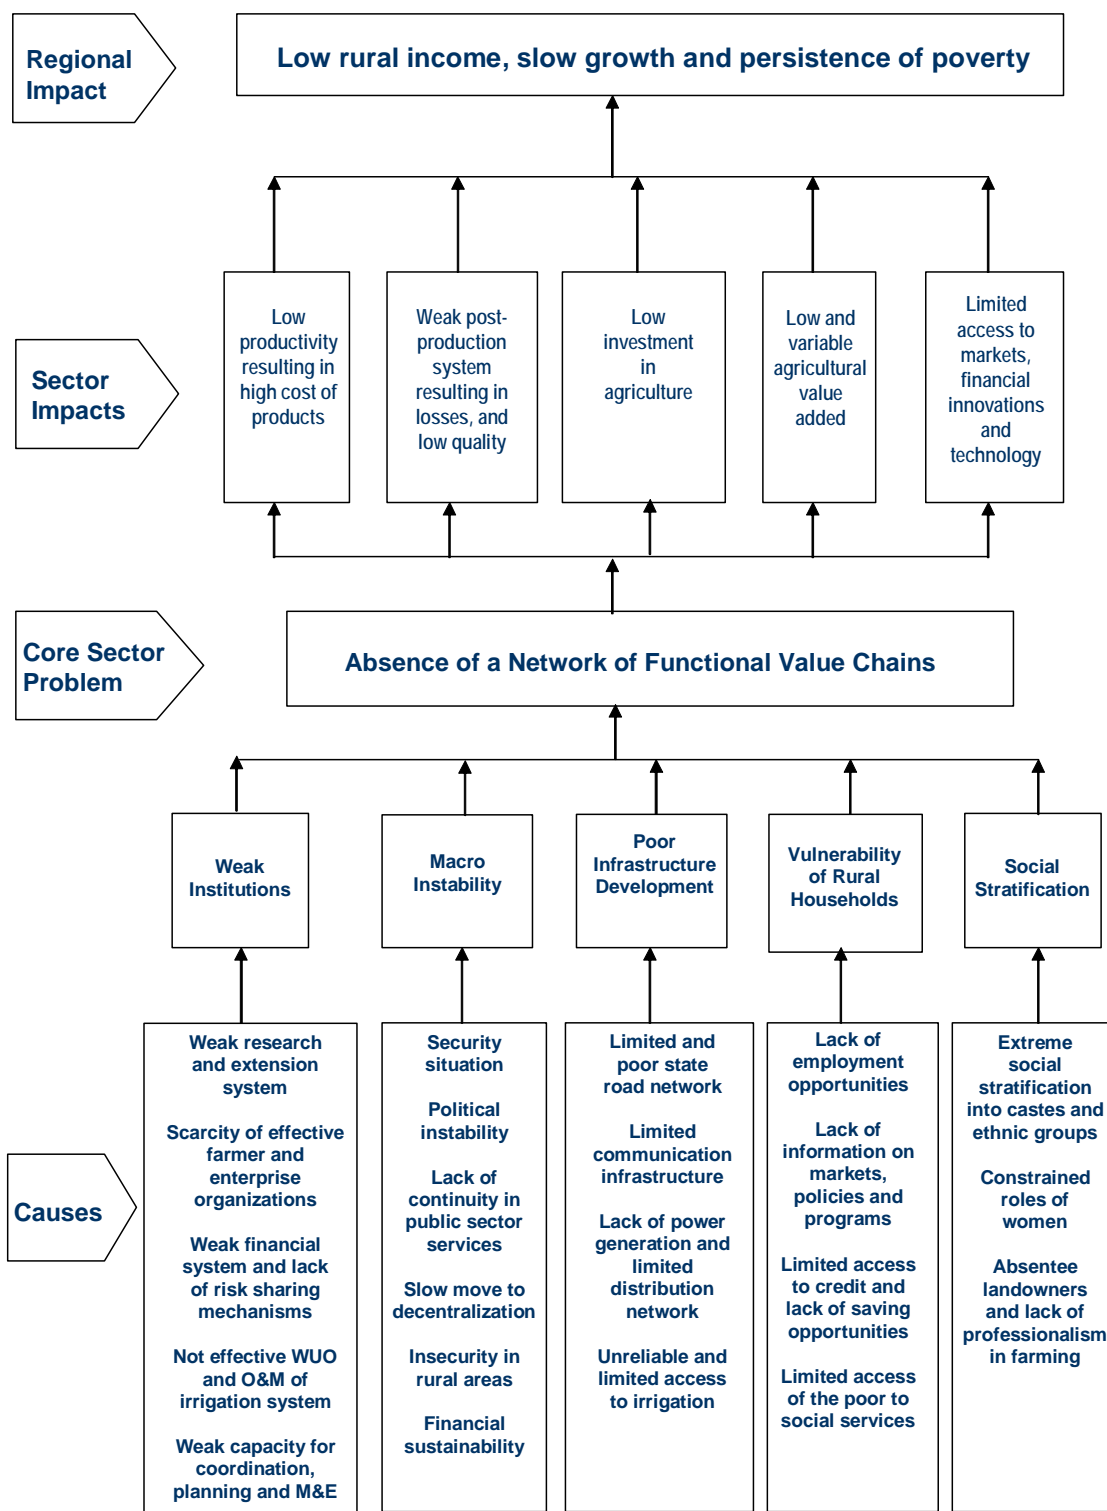 Regional
Impact
Low rural income, slow growth and persistence of poverty
Sector
Impacts
Low
productivity
resulting in
high cost of
products
Weak post-
production
system
resulting in
losses, and
low quality
Low
investment
in
agriculture
Low and
variable
agricultural
value
added
Limited
access to
markets,
financial
innovations
and
technology
Core Sector
Problem
Absence of a Network of Functional Value Chains
Weak
Institutions
Macro
Instability
Poor
Infrastructure
Development
Vulnerability
of Rural
Households
Social
Stratification
Causes
Weak research
and extension
system
Scarcity of effective
farmer and
enterprise
organizations
Weak financial
system and lack
of risk sharing
mechanisms
Not effective WUO
and O&M of
irrigation system
Weak capacity for
coordination,
planning and M&E
Security
situation
Political
instability
Lack of
continuity in
public sector
services
Slow move to
decentralization
Insecurity in
rural areas
Financial
sustainability
Limited and
poor state
road network
Limited
communication
infrastructure
Lack of power
generation and
limited
distribution
network
Unreliable and
limited access
to irrigation
Lack of
employment
opportunities
Lack of
information on
markets,
policies and
programs
Limited access
to credit and
lack of saving
opportunities
Limited access
of the poor to
social services
Extreme
social
stratification
into castes and
ethnic groups
Constrained
roles of
women
Absentee
landowners
and lack of
professionalism
in farming